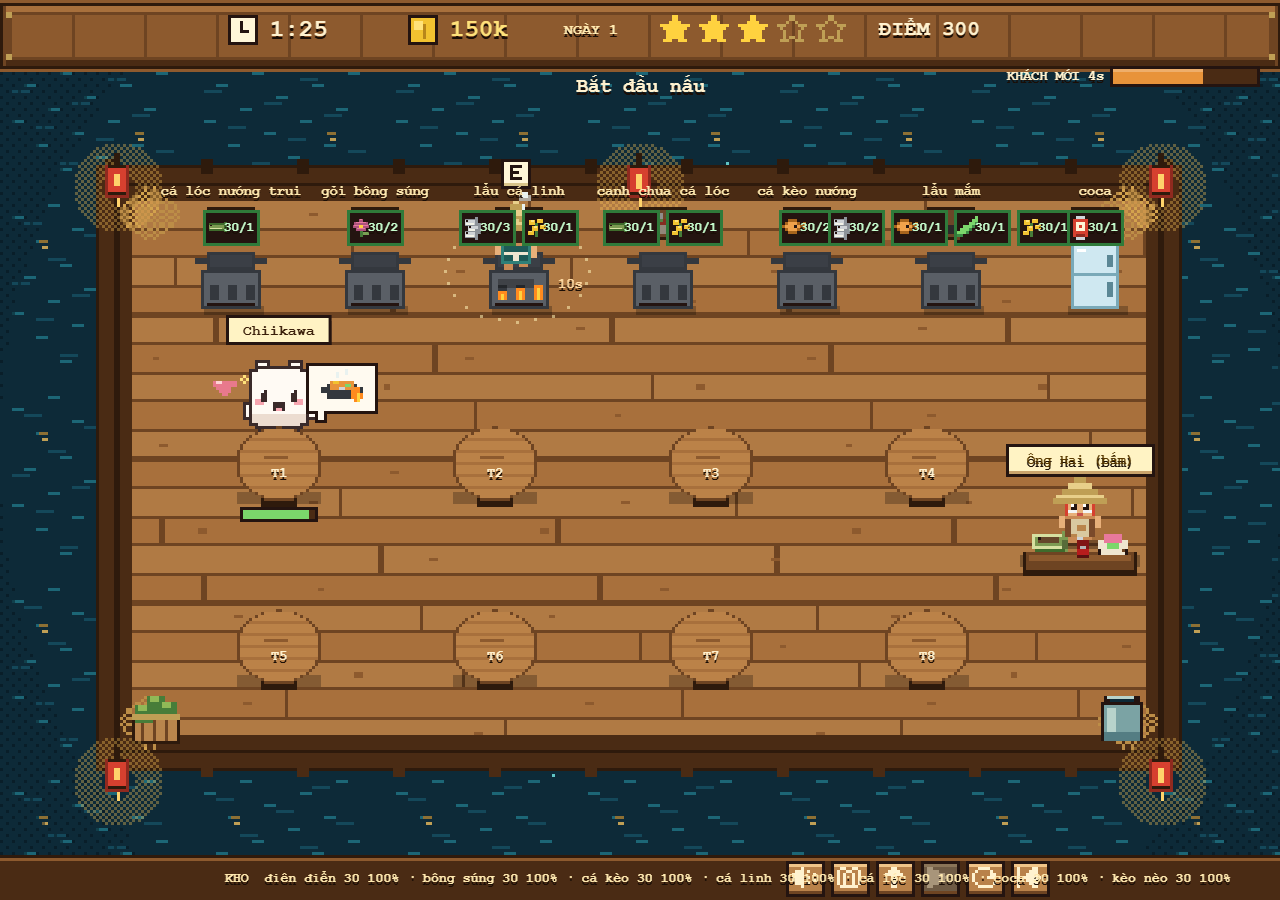 1:25 150k NGÀY 1 ĐIỂM 300
KHÁCH MỚI 4s
Bắt đầu nấu
E
cá lóc nướng trui gỏi bông súng lẩu cá linh canh chua cá lóc cá kèo nướng lẩu mắm coca
30/1 30/2 30/3 30/1 30/1 30/1 30/2 30/2 30/1 30/1 30/1 30/1
10s
Chiikawa
T1 T2 T3 T4
Ông Hai (bấm)
T5 T6 T7 T8
KHO điên điển 30 100% · bông súng 30 100% · cá kèo 30 100% · cá linh 30 100% · cá lóc 30 100% · coca 30 100% · kèo nèo 30 100%